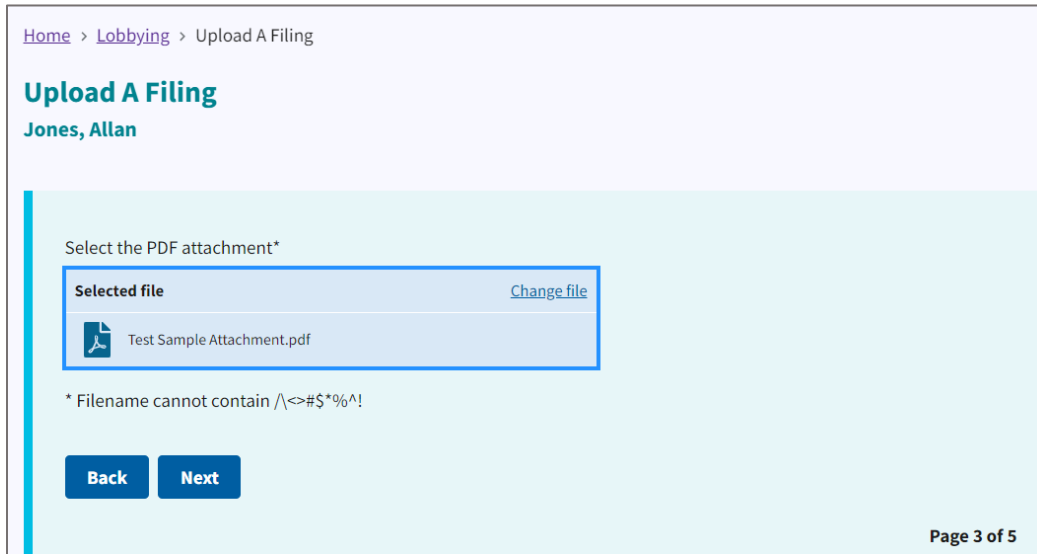 Home > Lobbying > Upload A Filing
Upload A Filing
Jones, Allan
Select the PDF attachment*
Selected file Change file
Test Sample Attachment.pdf
* Filename cannot contain /\<>#$*%^!
Back Next
Page 3 of 5